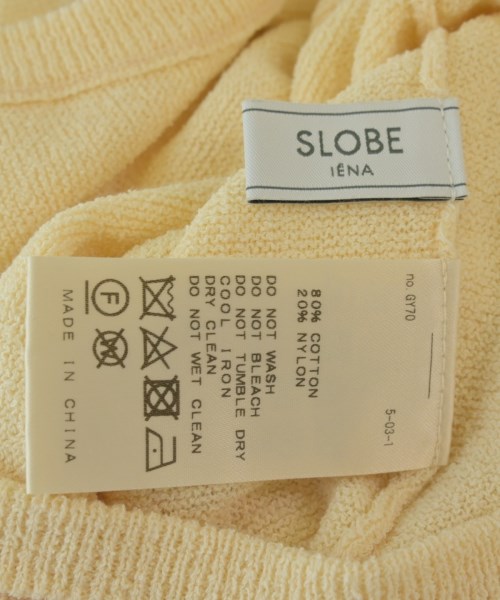 SLOBE
IÉNA
no. GY70
5-03-1
80% COTTON
20% NYLON
DO NOT WASH
DO NOT BLEACH
DO NOT TUMBLE DRY
COOL IRON
DRY CLEAN
DO NOT WET CLEAN
F
W
MADE IN CHINA